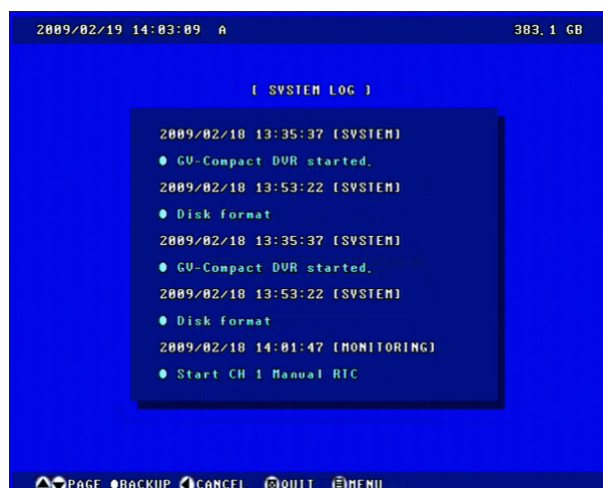 2009/02/19 14:03:09 A 383.1 GB
[ SYSTEM LOG ]
2009/02/18 13:35:37 [SYSTEM]
GV-Compact DVR started.
2009/02/18 13:53:22 [SYSTEM]
Disk format
2009/02/18 13:35:37 [SYSTEM]
GV-Compact DVR started.
2009/02/18 13:53:22 [SYSTEM]
Disk format
2009/02/18 14:01:47 [MONITORING]
Start CH 1 Manual RTC
PAGE BACKUP CANCEL QUIT MENU